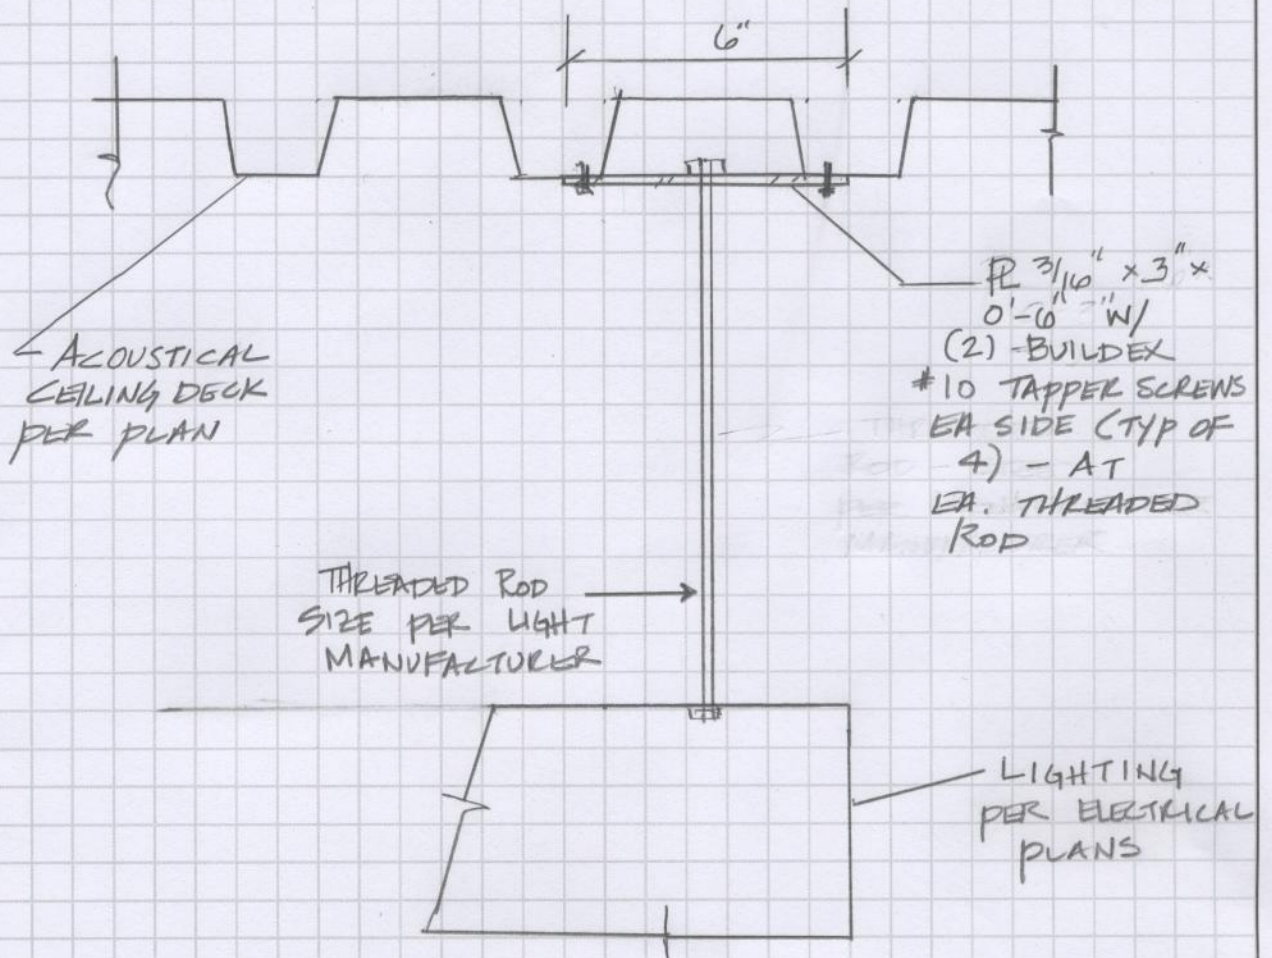 6"
PL 3/16" x 3" x
0'-6" W/
(2) -BUILDEX
#10 TAPPER SCREWS
EA SIDE (TYP OF
4) - AT
EA. THREADED
ROD
ACOUSTICAL
CEILING DECK
PER PLAN
THREADED ROD
SIZE PER LIGHT
MANUFACTURER
LIGHTING
PER ELECTRICAL
PLANS